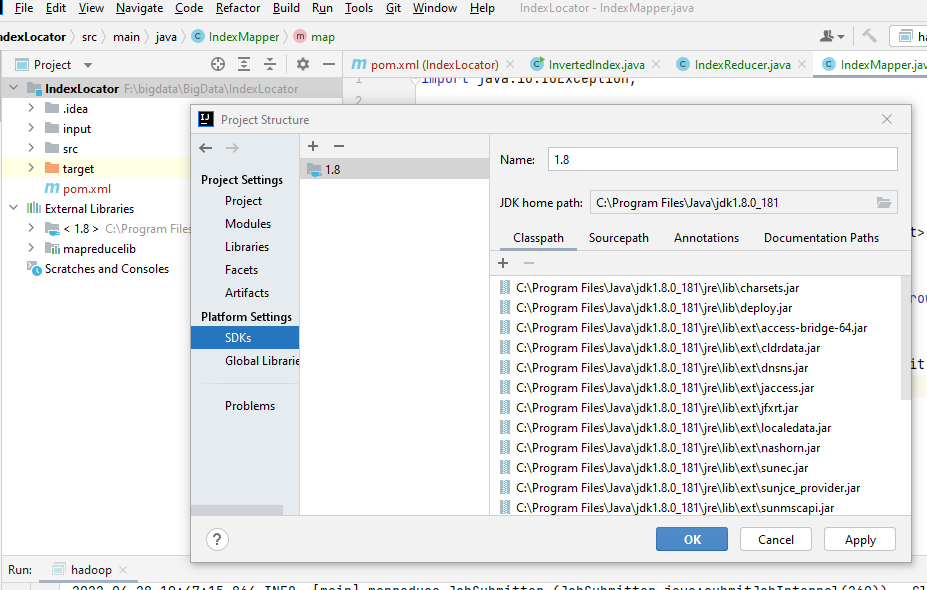 File Edit View Navigate Code Refactor Build Run Tools Git Window Help IndexLocator - IndexMapper.java
ndexLocator src main java IndexMapper map
Project
pom.xml (IndexLocator) InvertedIndex.java IndexReducer.java IndexMapper.jav
1 import java.io.IOException;
2
IndexLocator F:\bigdata\BigData\IndexLocator
.idea
input
src
target
pom.xml
External Libraries
< 1.8 > C:\Program Files
mapreducelib
Scratches and Consoles
Project Structure
Project Settings
Project
Modules
Libraries
Facets
Artifacts
Platform Settings
SDKs
Global Librarie
Problems
1.8
Name: 1.8
JDK home path: C:\Program Files\Java\jdk1.8.0_181
Classpath Sourcepath Annotations Documentation Paths
C:\Program Files\Java\jdk1.8.0_181\jre\lib\charsets.jar
C:\Program Files\Java\jdk1.8.0_181\jre\lib\deploy.jar
C:\Program Files\Java\jdk1.8.0_181\jre\lib\ext\access-bridge-64.jar
C:\Program Files\Java\jdk1.8.0_181\jre\lib\ext\cldrdata.jar
C:\Program Files\Java\jdk1.8.0_181\jre\lib\ext\dnsns.jar
C:\Program Files\Java\jdk1.8.0_181\jre\lib\ext\jaccess.jar
C:\Program Files\Java\jdk1.8.0_181\jre\lib\ext\jfxrt.jar
C:\Program Files\Java\jdk1.8.0_181\jre\lib\ext\localedata.jar
C:\Program Files\Java\jdk1.8.0_181\jre\lib\ext\nashorn.jar
C:\Program Files\Java\jdk1.8.0_181\jre\lib\ext\sunec.jar
C:\Program Files\Java\jdk1.8.0_181\jre\lib\ext\sunjce_provider.jar
C:\Program Files\Java\jdk1.8.0_181\jre\lib\ext\sunmscapi.jar
? OK Cancel Apply
Run: hadoop